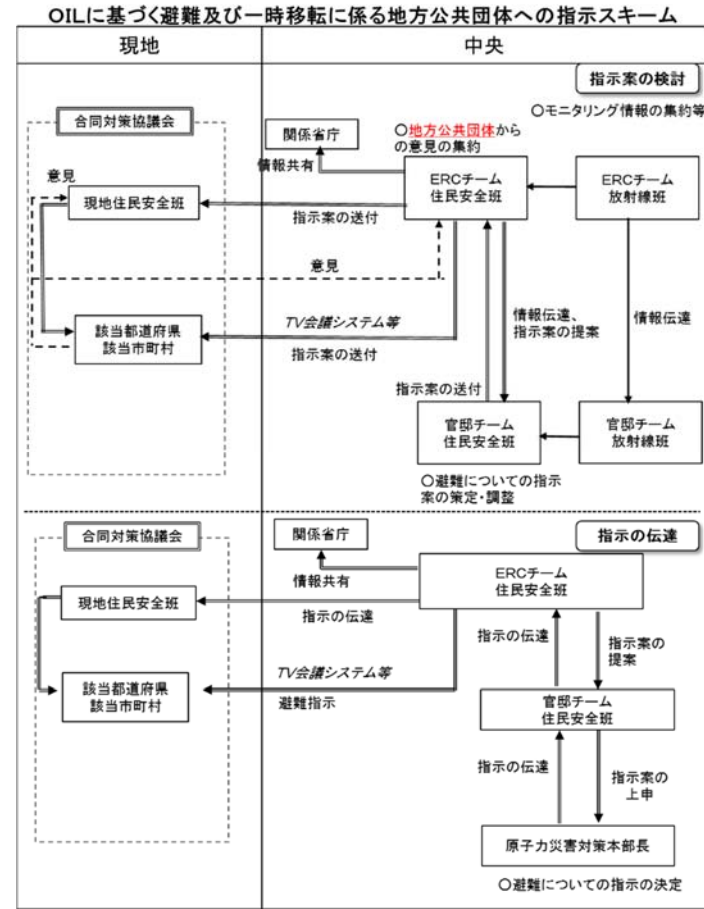 OILに基づく避難及び一時移転に係る地方公共団体への指示スキーム
現地
中央
指示案の検討
○モニタリング情報の集約等
合同対策協議会
関係省庁
○地方公共団体から
の意見の集約
情報共有
意見
現地住民安全班
ERCチーム
住民安全班
ERCチーム
放射線班
指示案の送付
意見
該当都道府県
該当市町村
TV会議システム等
指示案の送付
情報伝達、
指示案の提案
情報伝達
指示案の送付
官邸チーム
住民安全班
官邸チーム
放射線班
○避難についての指示
案の策定・調整
合同対策協議会
関係省庁
指示の伝達
情報共有
ERCチーム
住民安全班
現地住民安全班
指示の伝達
指示の伝達
指示案の
提案
該当都道府県
該当市町村
TV会議システム等
避難指示
官邸チーム
住民安全班
指示の伝達
指示案の
上申
原子力災害対策本部長
○避難についての指示の決定